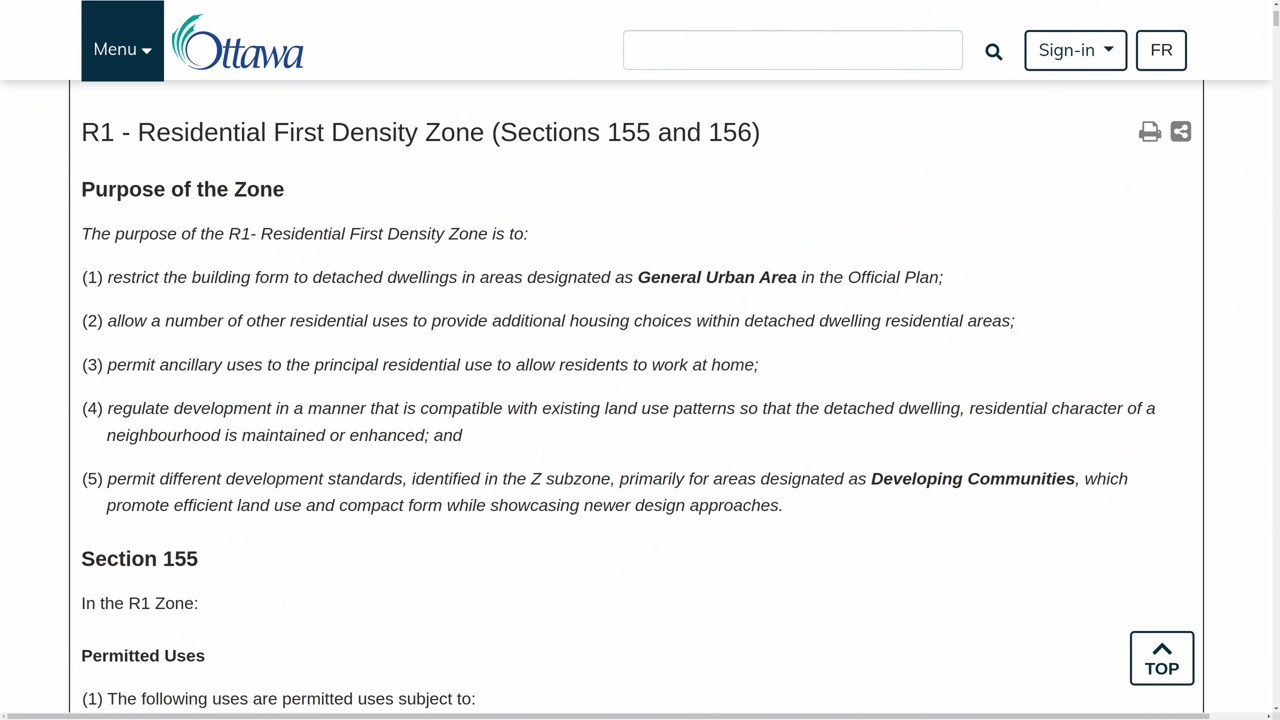 Menu
Ottawa
Sign-in
FR
R1 - Residential First Density Zone (Sections 155 and 156)
Purpose of the Zone
The purpose of the R1- Residential First Density Zone is to:
(1) restrict the building form to detached dwellings in areas designated as General Urban Area in the Official Plan;
(2) allow a number of other residential uses to provide additional housing choices within detached dwelling residential areas;
(3) permit ancillary uses to the principal residential use to allow residents to work at home;
(4) regulate development in a manner that is compatible with existing land use patterns so that the detached dwelling, residential character of a
neighbourhood is maintained or enhanced; and
(5) permit different development standards, identified in the Z subzone, primarily for areas designated as Developing Communities, which
promote efficient land use and compact form while showcasing newer design approaches.
Section 155
In the R1 Zone:
Permitted Uses
(1) The following uses are permitted uses subject to:
TOP